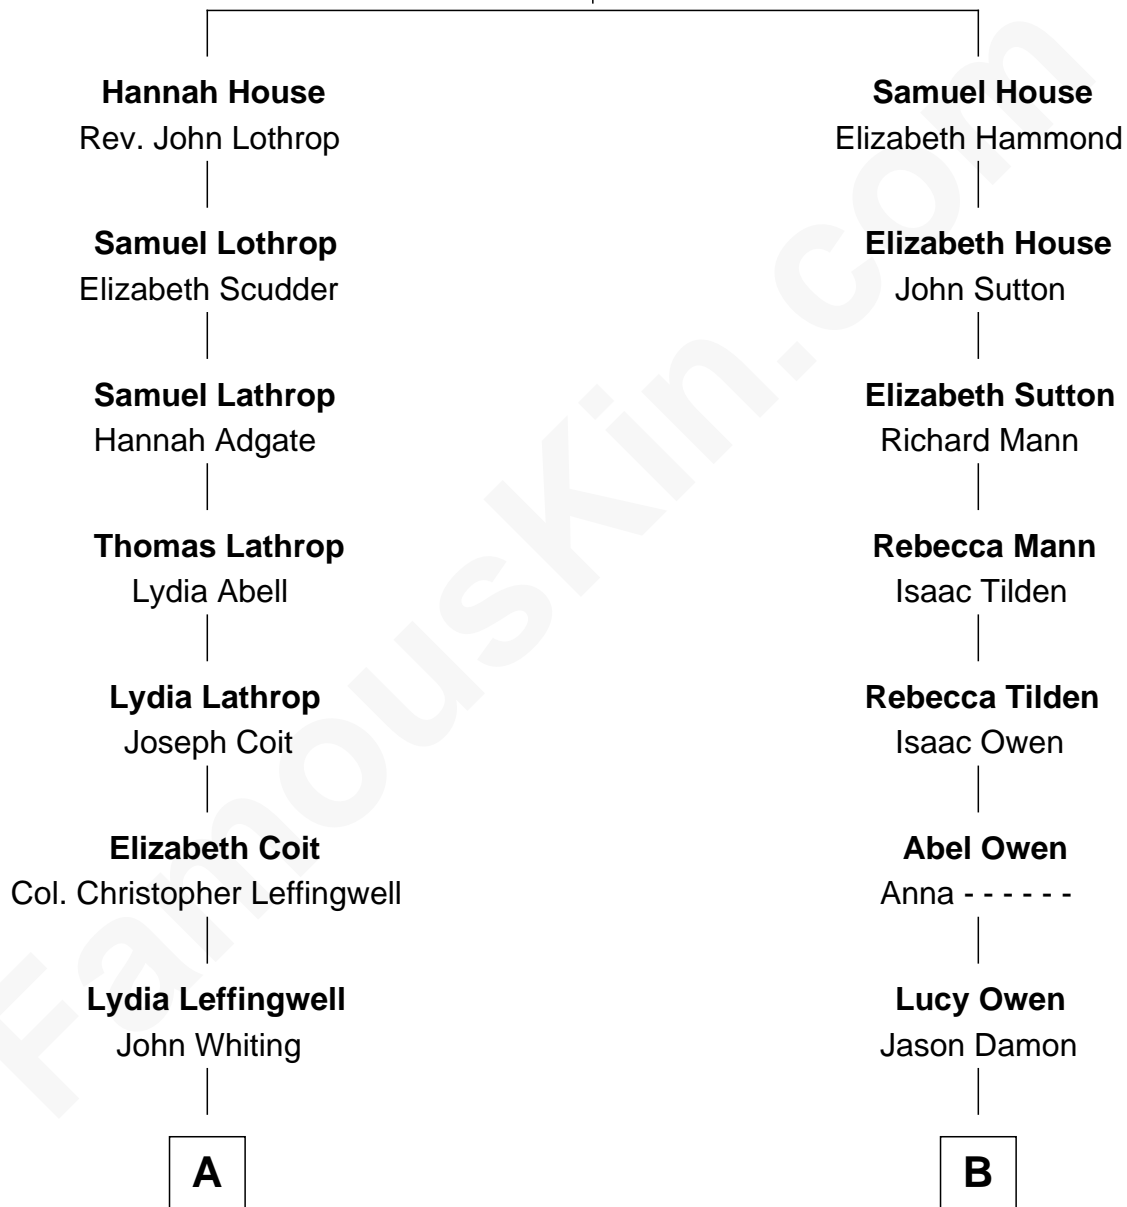 Hannah House
Rev. John Lothrop
Samuel Lothrop
Elizabeth Scudder
Samuel Lathrop
Hannah Adgate
Thomas Lathrop
Lydia Abell
Lydia Lathrop
Joseph Coit
Elizabeth Coit
Col. Christopher Leffingwell
Lydia Leffingwell
John Whiting
A
Samuel House
Elizabeth Hammond
Elizabeth House
John Sutton
Elizabeth Sutton
Richard Mann
Rebecca Mann
Isaac Tilden
Rebecca Tilden
Isaac Owen
Abel Owen
Anna - - - - - -
Lucy Owen
Jason Damon
B
FamousKin.com